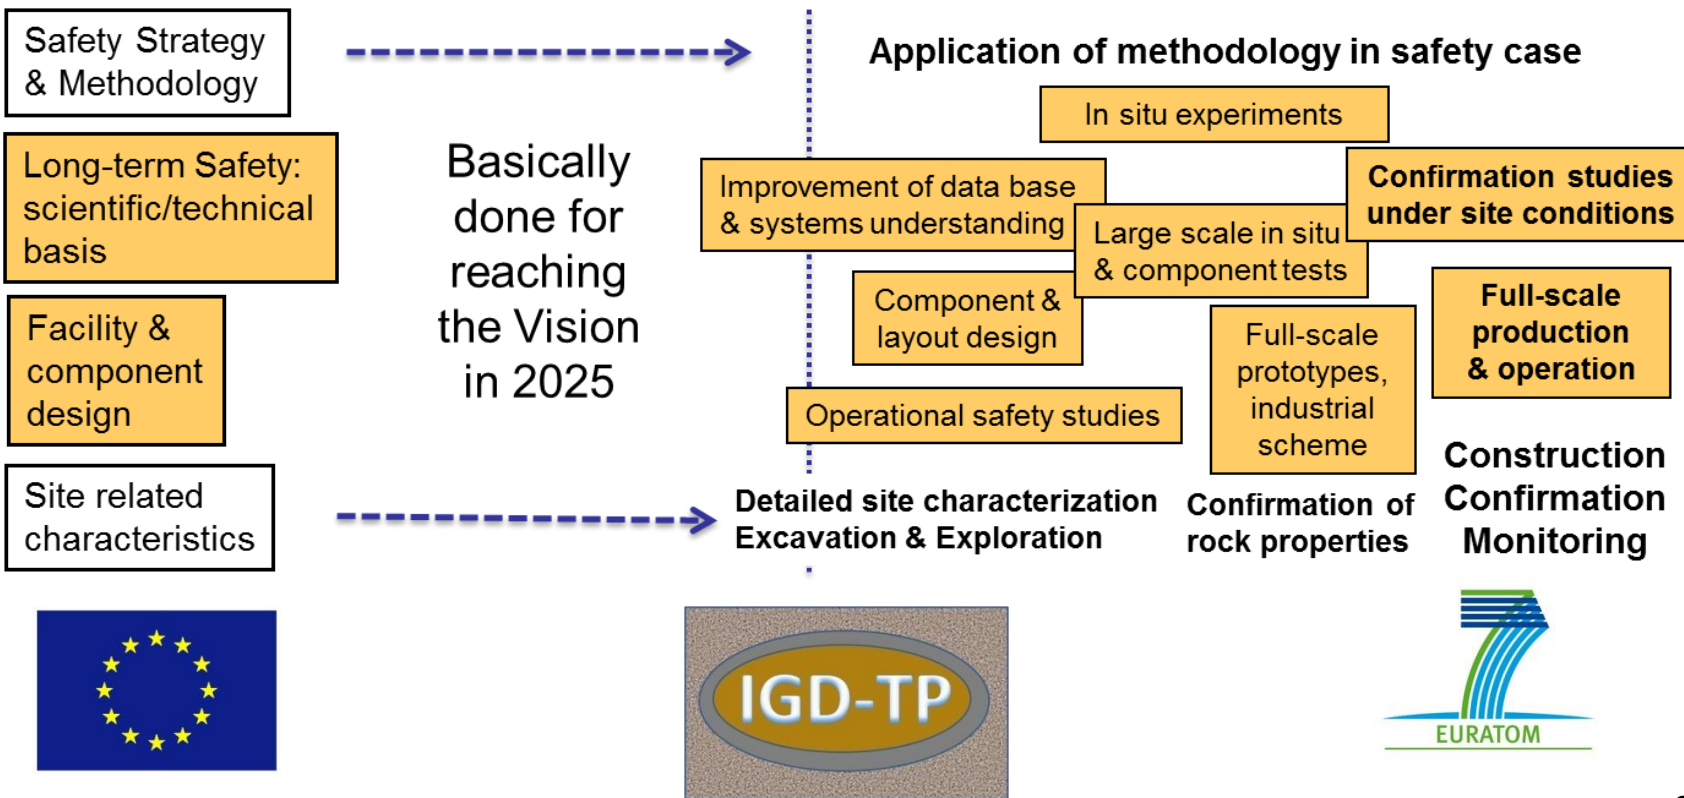 Safety Strategy
& Methodology
Long-term Safety:
scientific/technical
basis
Facility &
component
design
Site related
characteristics
Basically
done for
reaching
the Vision
in 2025
Application of methodology in safety case
In situ experiments
Improvement of data base
& systems understanding
Confirmation studies
under site conditions
Large scale in situ
& component tests
Component &
layout design
Full-scale
production
& operation
Full-scale
prototypes,
industrial
scheme
Operational safety studies
Detailed site characterization
Excavation & Exploration
Confirmation of
rock properties
Construction
Confirmation
Monitoring
IGD-TP
EURATOM